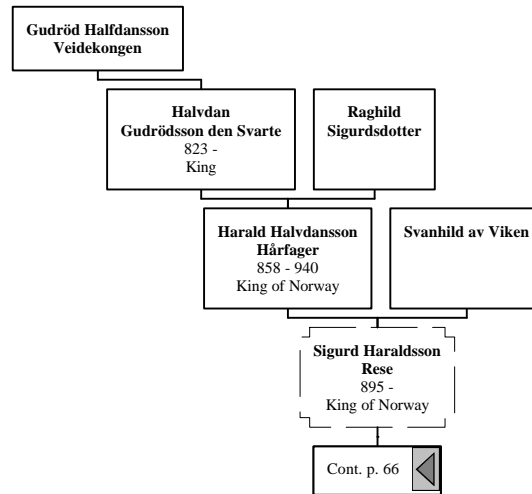 Gudröd Halfdansson
Veidekongen
Halvdan
Gudrödsson den Svarte
823 -
King
Raghild
Sigurdsdotter
Harald Halvdansson
Hårfager
858 - 940
King of Norway
Svanhild av Viken
Sigurd Haraldsson
Rese
895 -
King of Norway
Cont. p. 66